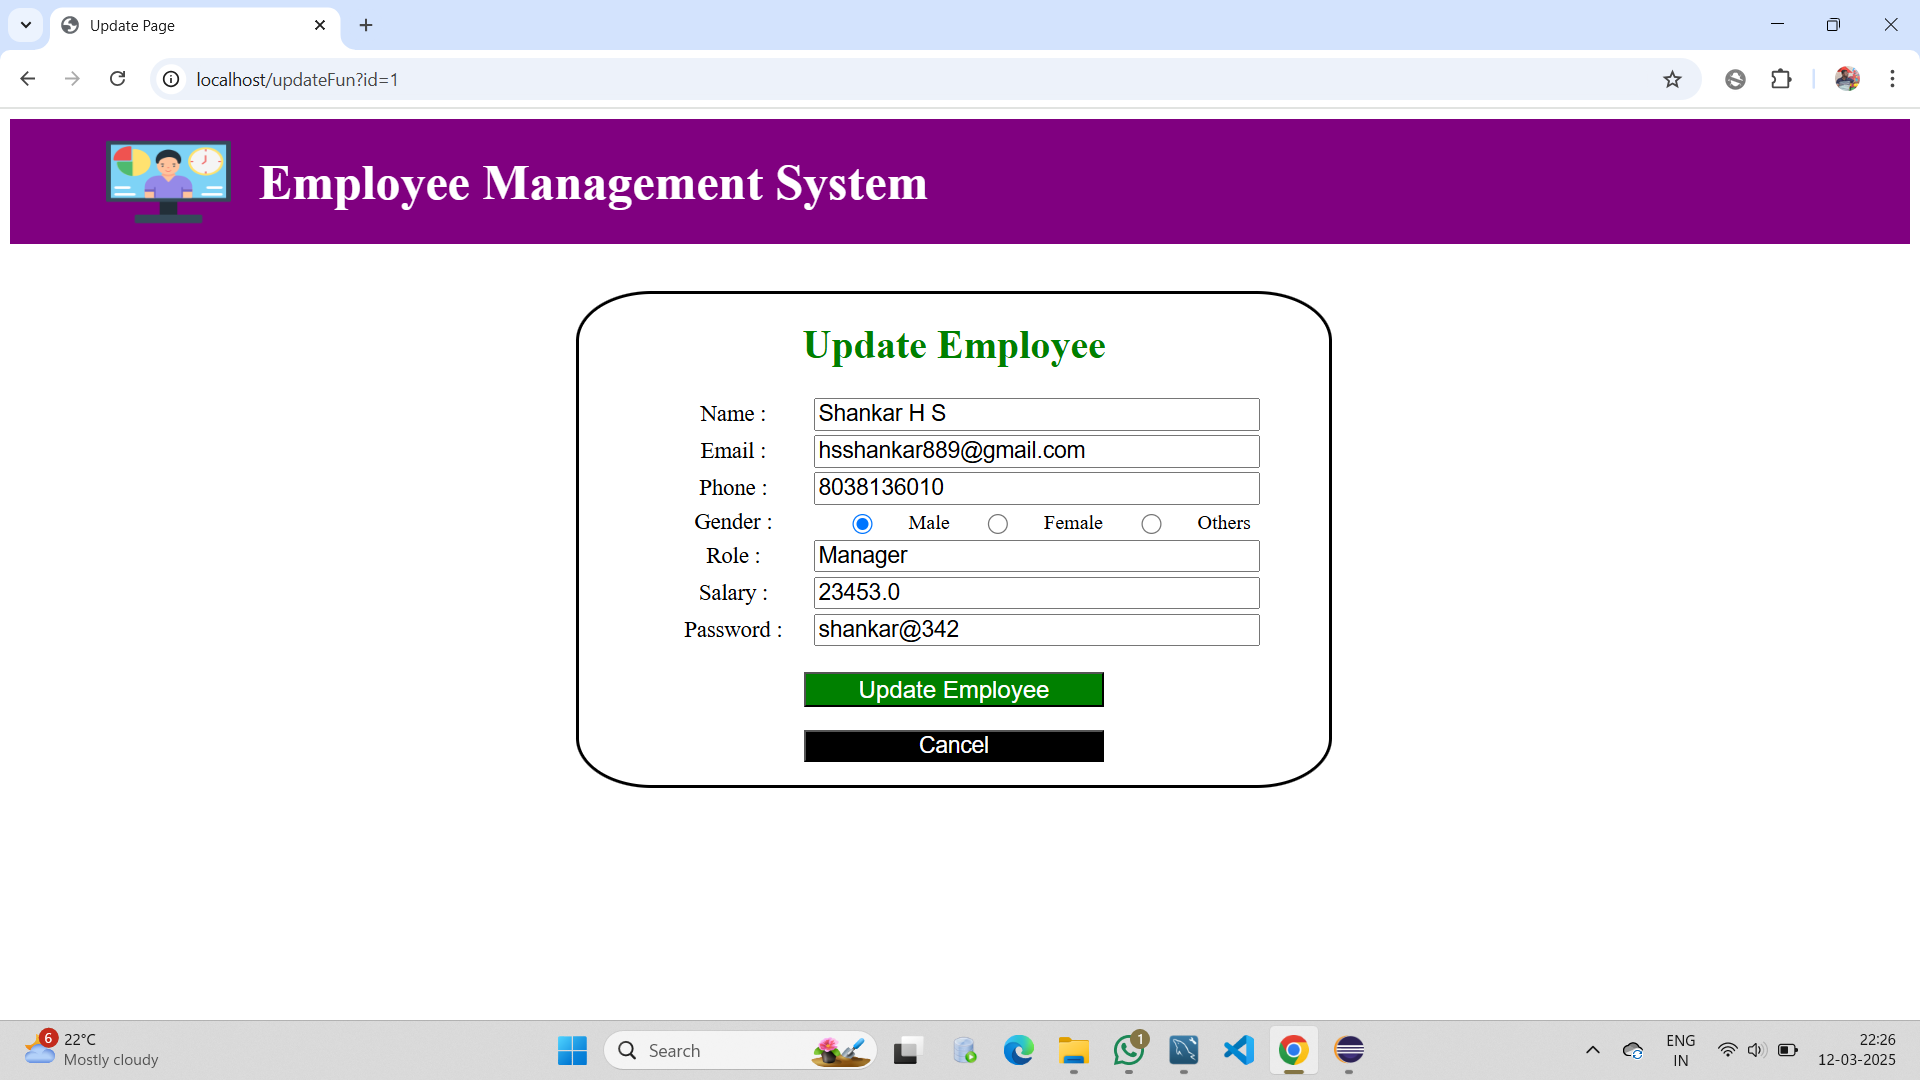 Update Page
localhost/updateFun?id=1
Employee Management System
Update Employee
Name : Shankar H S
Email : hsshankar889@gmail.com
Phone : 8038136010
Gender : Male Female Others
Role : Manager
Salary : 23453.0
Password : shankar@342
Update Employee
Cancel
6 22°C
Mostly cloudy
Search
1
ENG
IN
22:26
12-03-2025